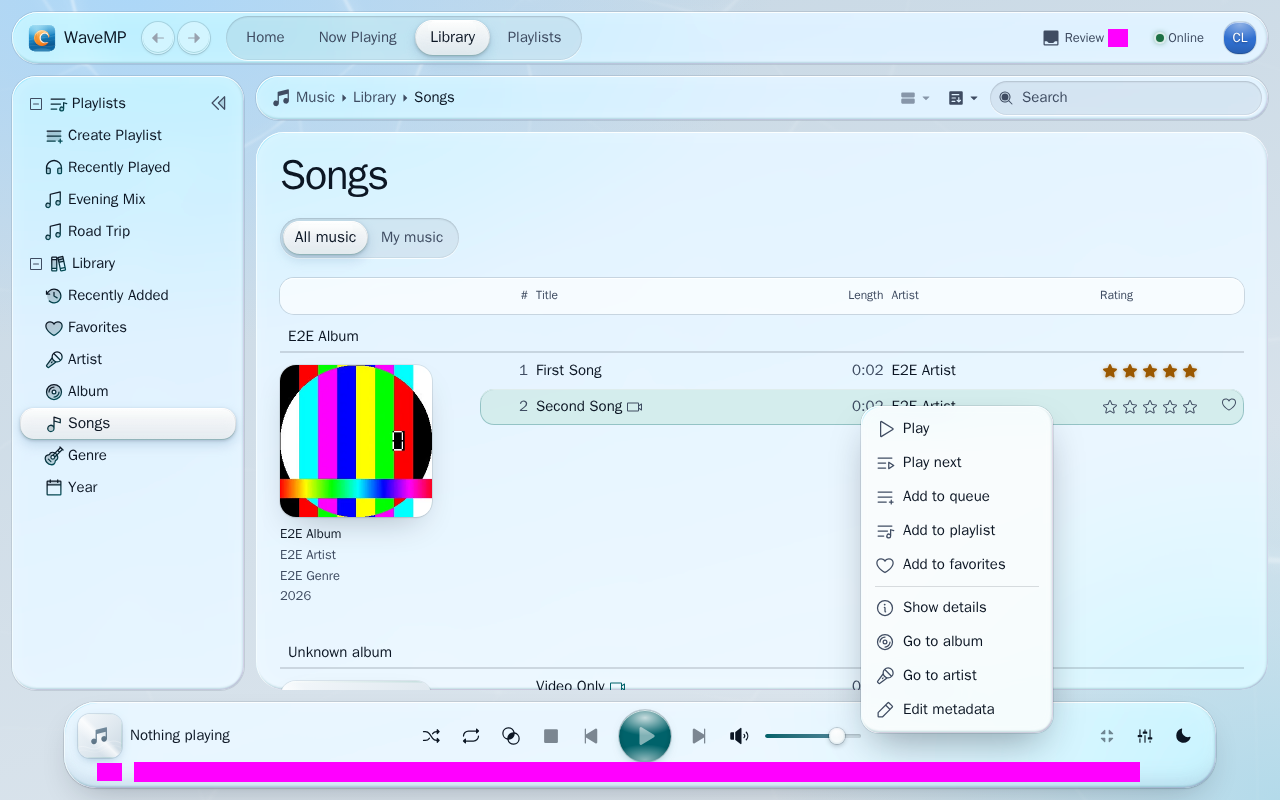 WaveMP
Home Now Playing Library Playlists
Review
Online
CL
Playlists
Create Playlist
Recently Played
Evening Mix
Road Trip
Library
Recently Added
Favorites
Artist
Album
Songs
Genre
Year
Music Library Songs
Search
Songs
All music My music
# Title Length Artist Rating
E2E Album
1 First Song 0:02 E2E Artist
2 Second Song 0:02 E2E Artist
E2E Album
E2E Artist
E2E Genre
2026
Unknown album
Video Only
Play
Play next
Add to queue
Add to playlist
Add to favorites
Show details
Go to album
Go to artist
Edit metadata
Nothing playing